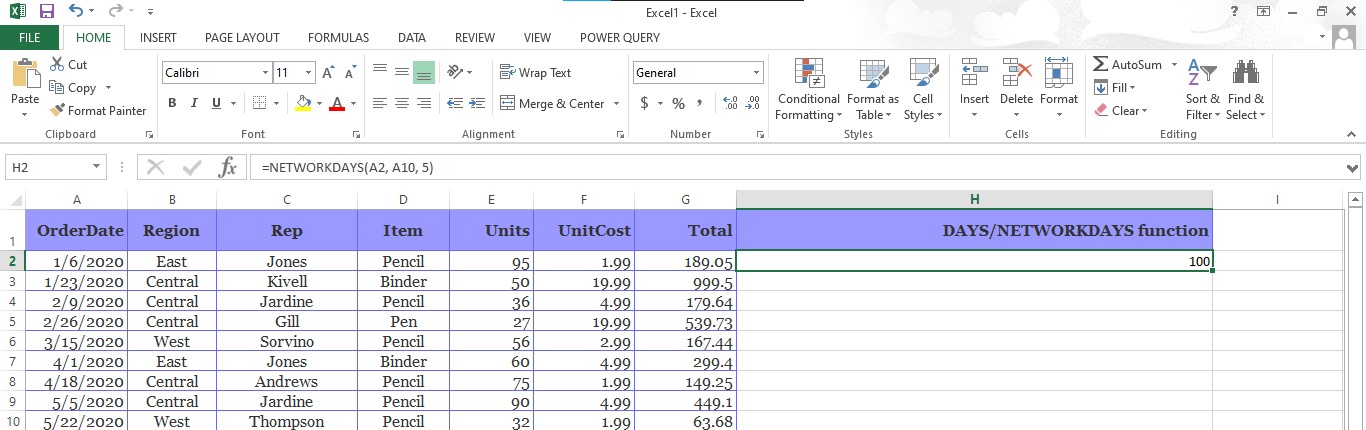 Excel1 - Excel
?
FILE HOME INSERT PAGE LAYOUT FORMULAS DATA REVIEW VIEW POWER QUERY
Paste Cut Copy Format Painter
Calibri 11 A A
B I U A
Wrap Text
Merge & Center
General
$ % , .0 .00 .00 .0
Conditional Formatting Format as Table Cell Styles
Insert Delete Format
AutoSum Fill Clear
Sort & Filter Find & Select
Clipboard Font Alignment Number Styles Cells Editing
H2 fx =NETWORKDAYS(A2, A10, 5)
A B C D E F G H I
1 OrderDate Region Rep Item Units UnitCost Total DAYS/NETWORKDAYS function
2 1/6/2020 East Jones Pencil 95 1.99 189.05 100
3 1/23/2020 Central Kivell Binder 50 19.99 999.5
4 2/9/2020 Central Jardine Pencil 36 4.99 179.64
5 2/26/2020 Central Gill Pen 27 19.99 539.73
6 3/15/2020 West Sorvino Pencil 56 2.99 167.44
7 4/1/2020 East Jones Binder 60 4.99 299.4
8 4/18/2020 Central Andrews Pencil 75 1.99 149.25
9 5/5/2020 Central Jardine Pencil 90 4.99 449.1
10 5/22/2020 West Thompson Pencil 32 1.99 63.68